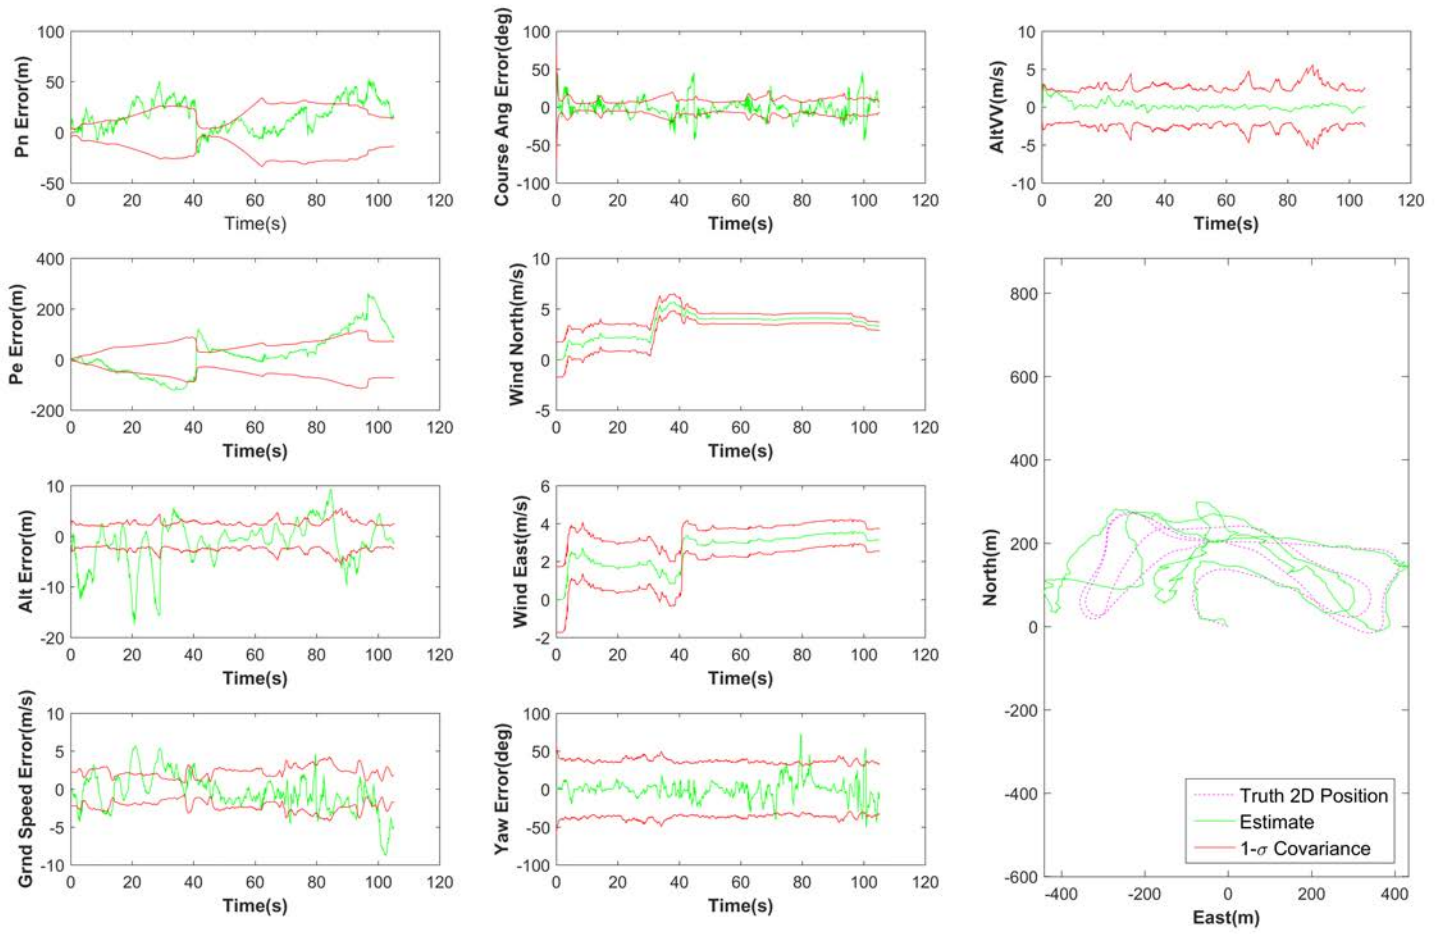 Pn Error(m)
100
50
0
-50
0 20 40 60 80 100 120
Time(s)
Course Ang Error(deg)
100
50
0
-50
-100
0 20 40 60 80 100 120
Time(s)
AltVV(m/s)
10
5
0
-5
-10
0 20 40 60 80 100 120
Time(s)
Pe Error(m)
400
200
0
-200
0 20 40 60 80 100 120
Time(s)
Wind North(m/s)
10
5
0
-5
0 20 40 60 80 100 120
Time(s)
Alt Error(m)
10
0
-10
-20
0 20 40 60 80 100 120
Time(s)
Wind East(m/s)
6
4
2
0
-2
0 20 40 60 80 100 120
Time(s)
Grnd Speed Error(m/s)
10
5
0
-5
-10
0 20 40 60 80 100 120
Time(s)
Yaw Error(deg)
100
50
0
-50
-100
0 20 40 60 80 100 120
Time(s)
North(m)
800
600
400
200
0
-200
-400
-600
-400 -200 0 200 400
East(m)
Truth 2D Position
Estimate
1-σ Covariance